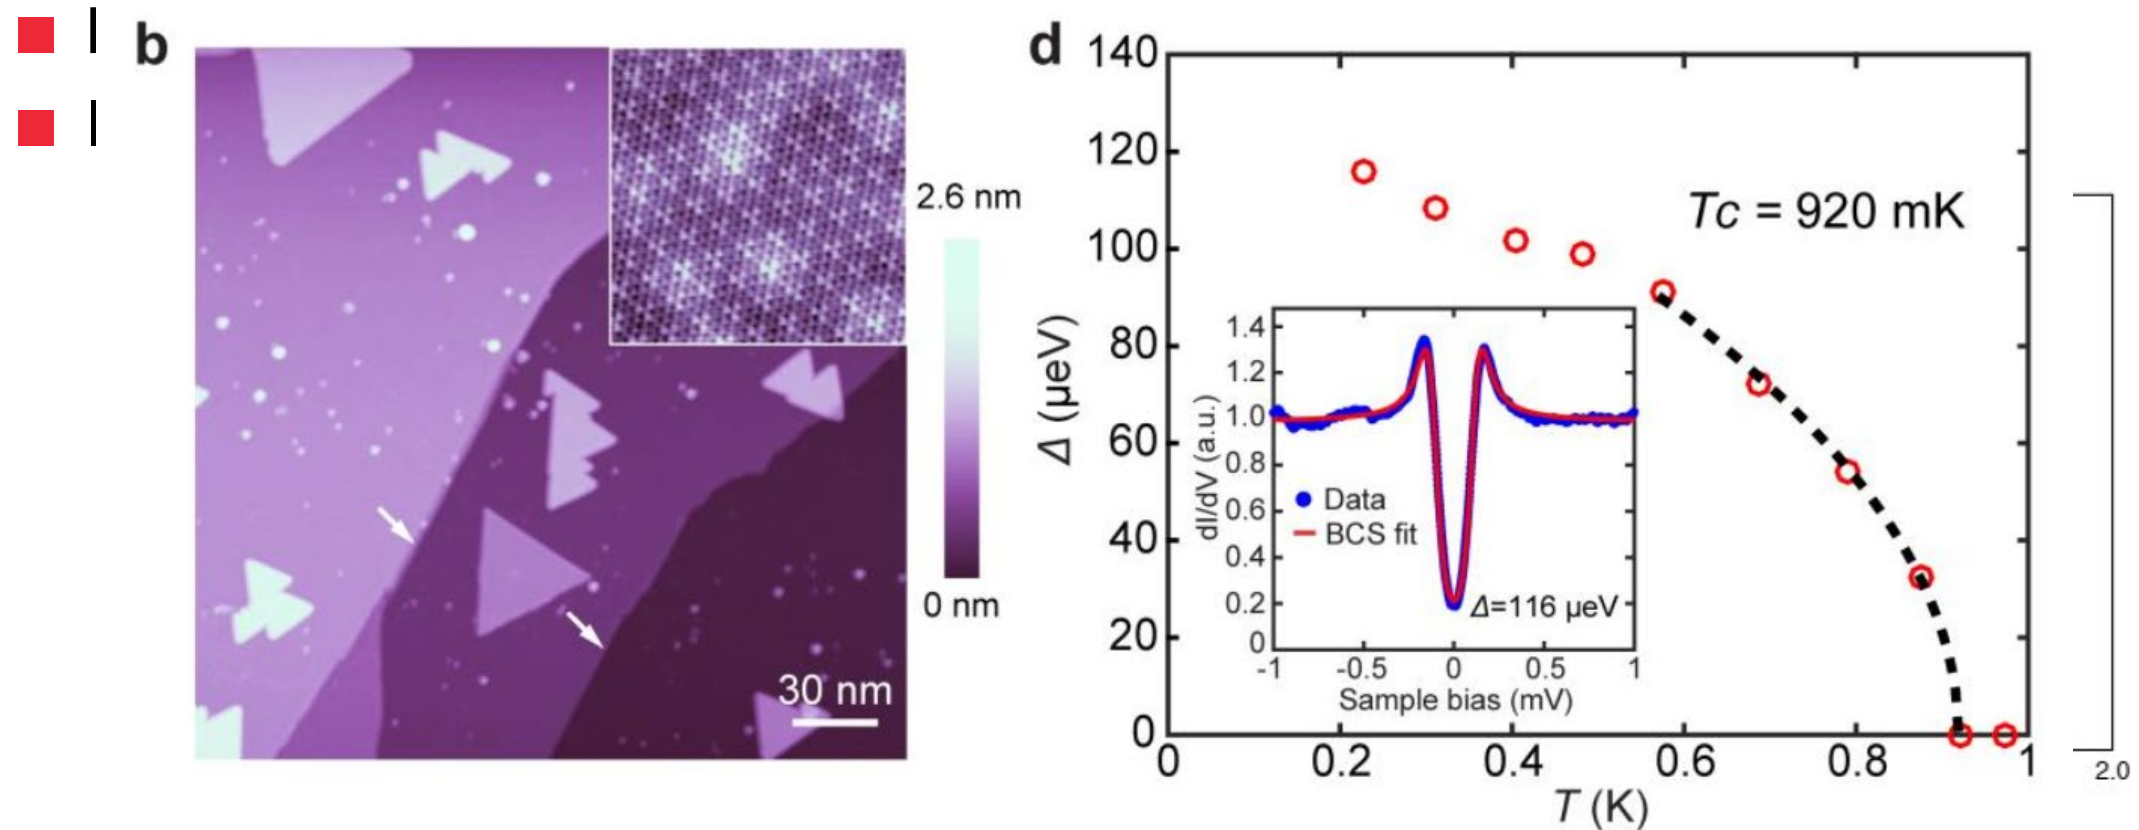 b
2.6 nm
0 nm
30 nm
d
140
120
100
80
60
40
20
0
Δ (μeV)
Tc = 920 mK
1.4
1.2
1.0
0.8
0.6
0.4
0.2
0
dI/dV (a.u.)
Data
BCS fit
Δ=116 μeV
-1 -0.5 0 0.5 1
Sample bias (mV)
0 0.2 0.4 0.6 0.8 1
T (K)
2.0